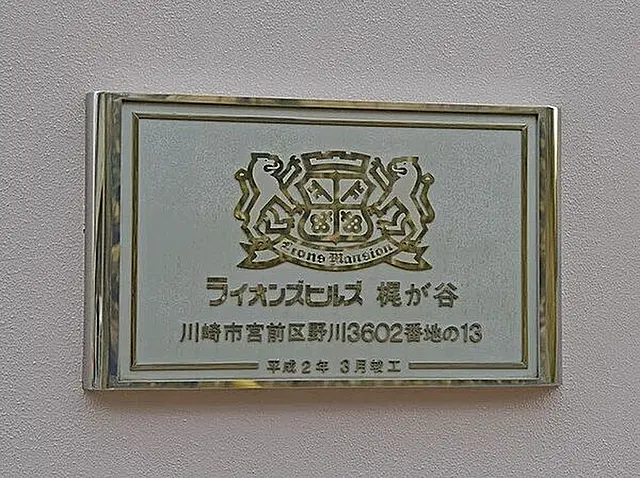 Lions Mansion
ライオンズヒルズ 梶が谷
川崎市宮前区野川3602番地の13
平成2年 3月竣工